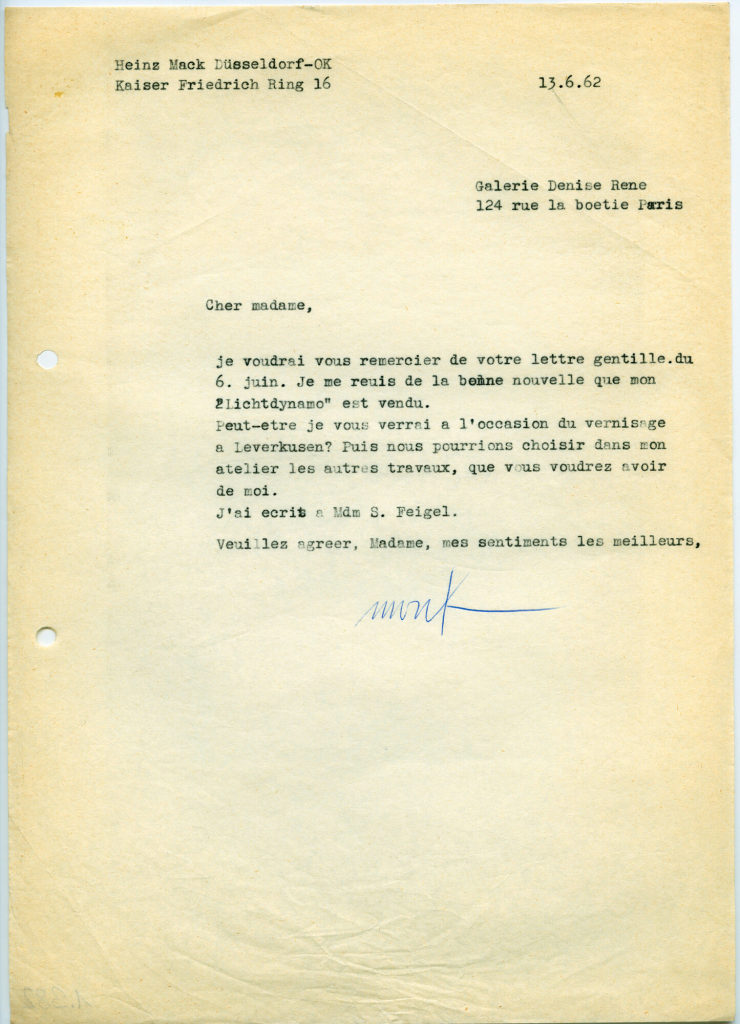 Heinz Mack Düsseldorf-OK
Kaiser Friedrich Ring 16
13.6.62
Galerie Denise Rene
124 rue la boetie Paris
Cher madame,
je voudrai vous remercier de votre lettre gentille.du
6. juin. Je me reuis de la bonne nouvelle que mon
"Lichtdynamo" est vendu.
Peut-etre je vous verrai a l'occasion du vernisage
a Leverkusen? Puis nous pourrions choisir dans mon
atelier les autres travaux, que vous voudrez avoir
de moi.
J'ai ecrit a Mdm S. Feigel.
Veuillez agreer, Madame, mes sentiments les meilleurs,
mack